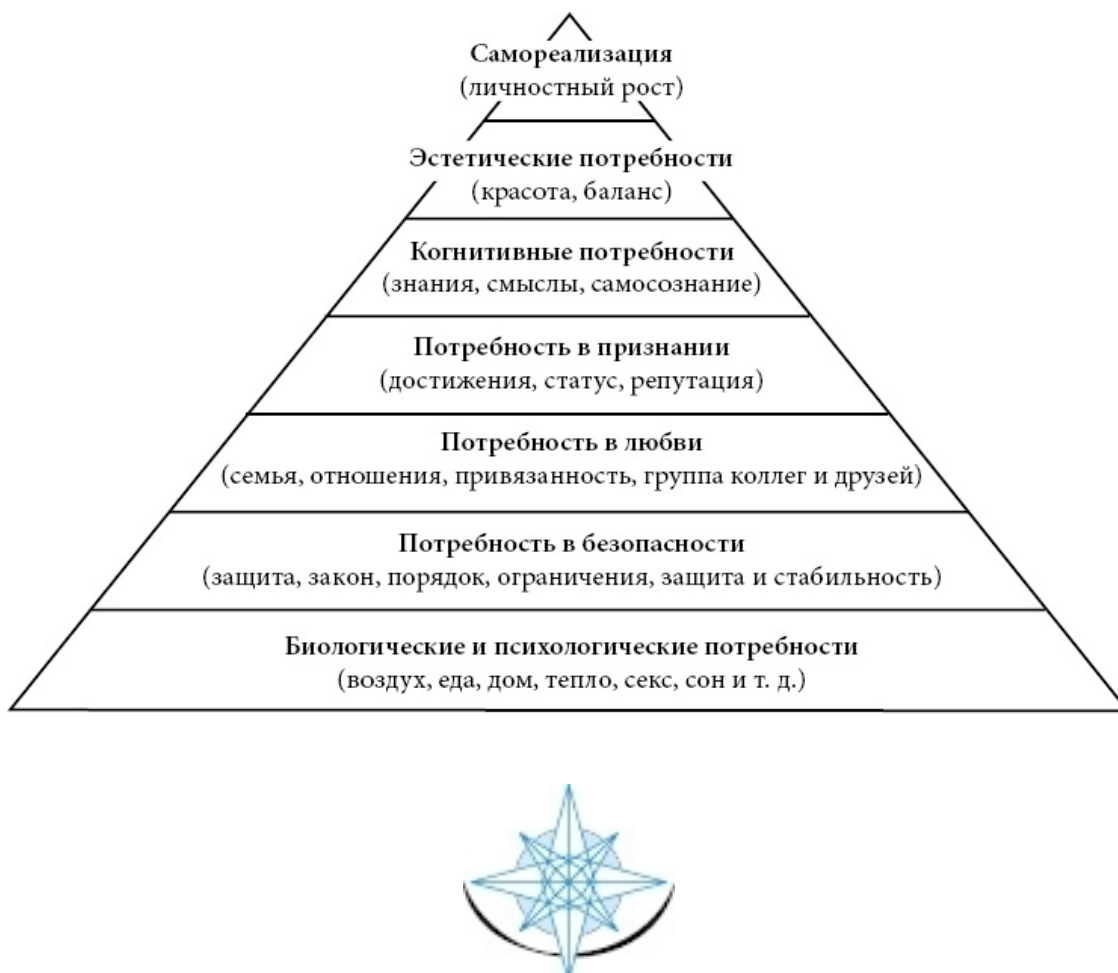 Самореализация
(личностный рост)
Эстетические потребности
(красота, баланс)
Когнитивные потребности
(знания, смыслы, самосознание)
Потребность в признании
(достижения, статус, репутация)
Потребность в любви
(семья, отношения, привязанность, группа коллег и друзей)
Потребность в безопасности
(защита, закон, порядок, ограничения, защита и стабильность)
Биологические и психологические потребности
(воздух, еда, дом, тепло, секс, сон и т. д.)